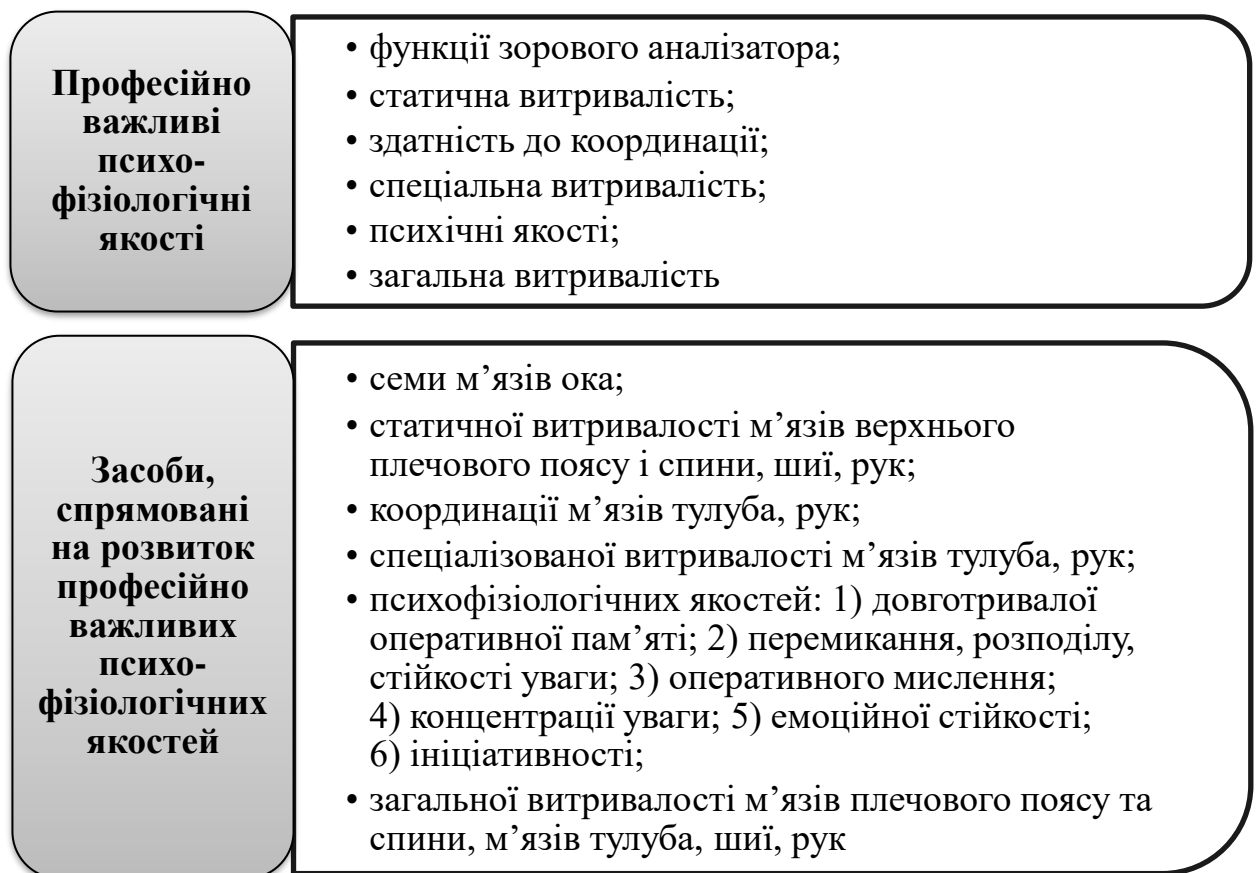 Професійно
важливі
психо-
фізіологічні
якості
• функції зорового аналізатора;
• статична витривалість;
• здатність до координації;
• спеціальна витривалість;
• психічні якості;
• загальна витривалість
Засоби,
спрямовані
на розвиток
професійно
важливих
психо-
фізіологічних
якостей
• семи м’язів ока;
• статичної витривалості м’язів верхнього
плечового поясу і спини, шиї, рук;
• координації м’язів тулуба, рук;
• спеціалізованої витривалості м’язів тулуба, рук;
• психофізіологічних якостей: 1) довготривалої
оперативної пам’яті; 2) перемикання, розподілу,
стійкості уваги; 3) оперативного мислення;
4) концентрації уваги; 5) емоційної стійкості;
6) ініціативності;
• загальної витривалості м’язів плечового поясу та
спини, м’язів тулуба, шиї, рук